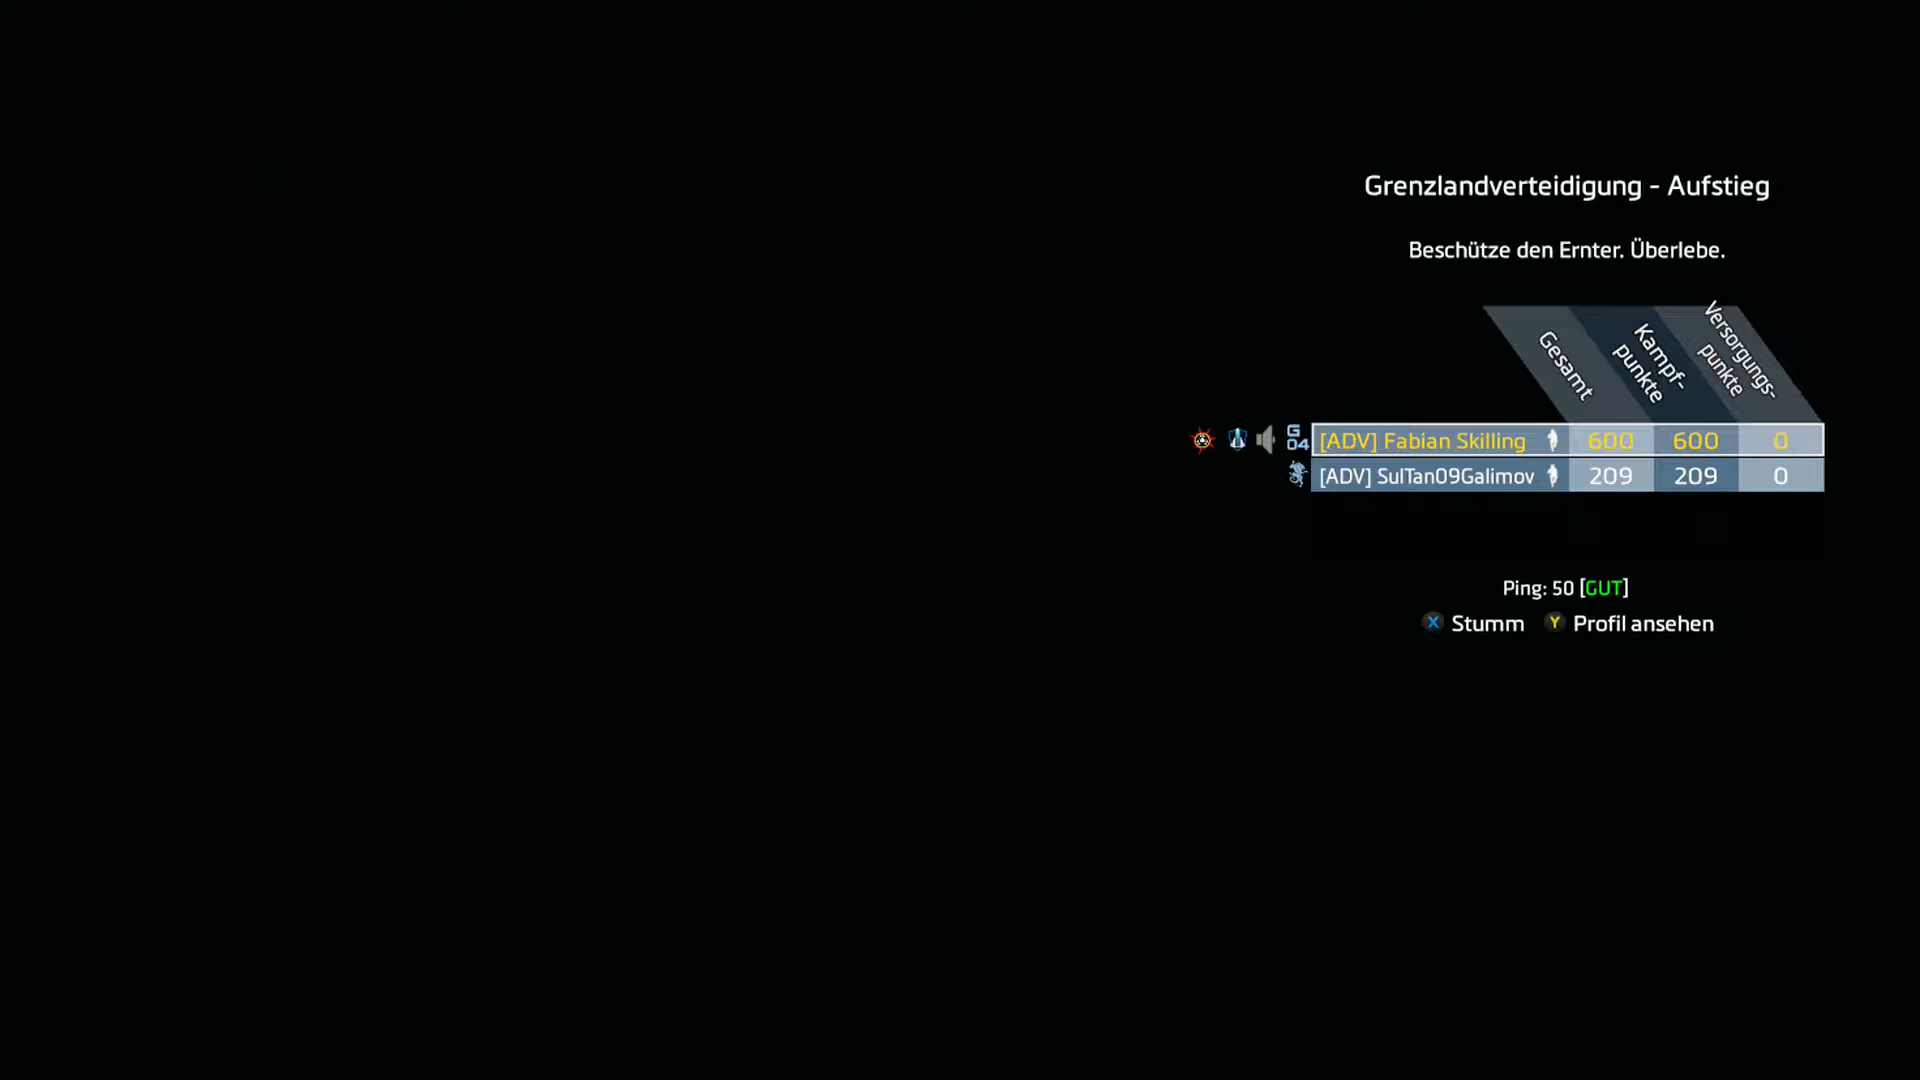 Grenzlandverteidigung - Aufstieg
Beschütze den Ernter. Überlebe.
Gesamt
Kampf-
punkte
Versorgungs-
punkte
G
04
[ADV] Fabian Skilling 600 600 0
[ADV] SulTan09Galimov 209 209 0
Ping: 50 [GUT]
X Stumm Y Profil ansehen